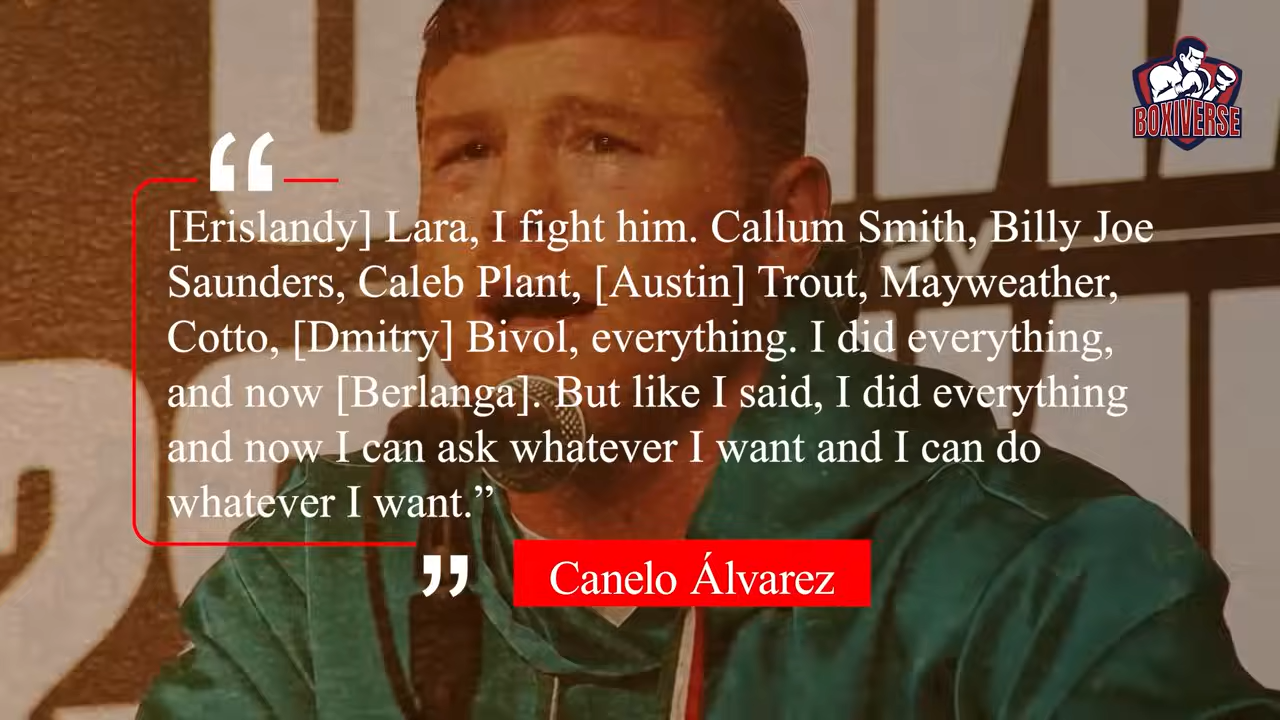 BOXIVERSE
“
[Erislandy] Lara, I fight him. Callum Smith, Billy Joe
Saunders, Caleb Plant, [Austin] Trout, Mayweather,
Cotto, [Dmitry] Bivol, everything. I did everything,
and now [Berlanga]. But like I said, I did everything
and now I can ask whatever I want and I can do
whatever I want.”
”
Canelo Álvarez